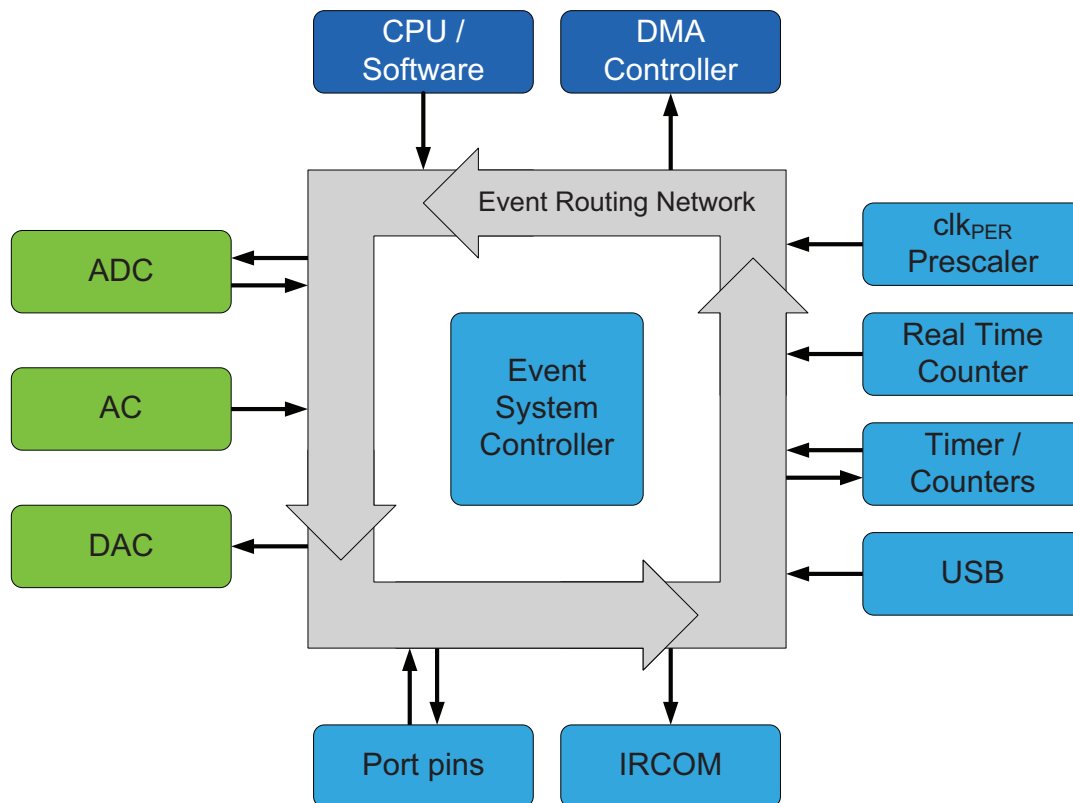 CPU /
Software
DMA
Controller
Event Routing Network
clkPER
Prescaler
ADC
Real Time
Counter
Event
System
Controller
AC
Timer /
Counters
DAC
USB
Port pins
IRCOM